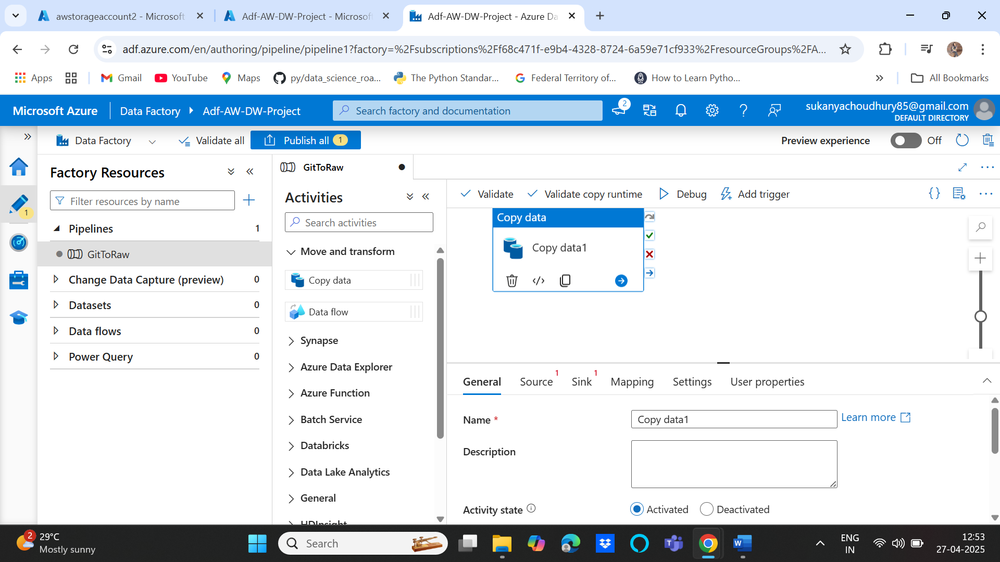 awstorageaccount2 - Microsoft
Adf-AW-DW-Project - Microsof
Adf-AW-DW-Project - Azure Da
adf.azure.com/en/authoring/pipeline/pipeline1?factory=%2Fsubscriptions%2Ff68c471f-e9b4-4328-8724-6a59e71cf933%2FresourceGroups%2FA...
Apps
Gmail
YouTube
Maps
py/data_science_roa...
The Python Standar...
Federal Territory of...
How to Learn Pytho...
All Bookmarks
Microsoft Azure
Data Factory
Adf-AW-DW-Project
Search factory and documentation
2
sukanyachoudhury85@gmail.com
DEFAULT DIRECTORY
Data Factory
Validate all
Publish all 1
Preview experience
Off
Factory Resources
Filter resources by name
1
Pipelines 1
GitToRaw
Change Data Capture (preview) 0
Datasets 0
Data flows 0
Power Query 0
GitToRaw
Activities
Search activities
Move and transform
Copy data
Data flow
Synapse
Azure Data Explorer
Azure Function
Batch Service
Databricks
Data Lake Analytics
General
HDInsight
Validate
Validate copy runtime
Debug
Add trigger
Copy data
Copy data1
General
Source 1
Sink 1
Mapping
Settings
User properties
Name *
Copy data1
Learn more
Description
Activity state
Activated
Deactivated
2
29°C
Mostly sunny
Search
ENG
IN
12:53
27-04-2025